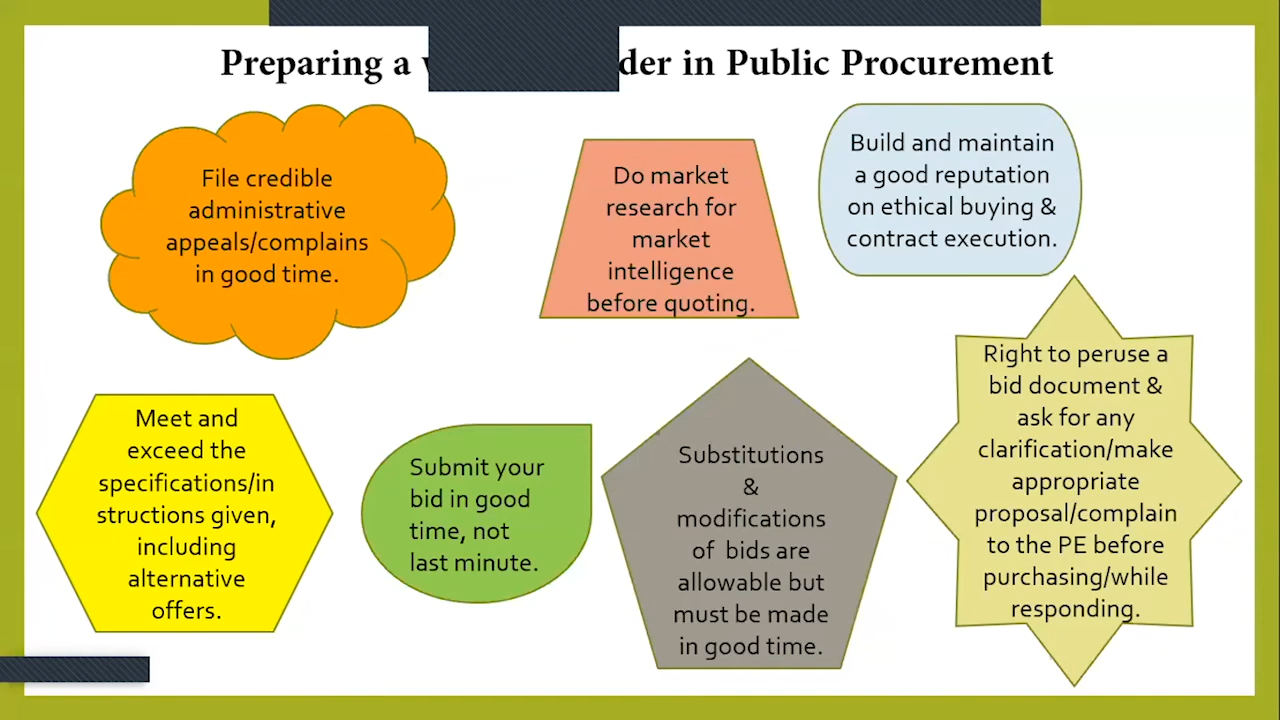 Preparing a der in Public Procurement
File credible
administrative
appeals/complains
in good time.
Do market
research for
market
intelligence
before quoting.
Build and maintain
a good reputation
on ethical buying &
contract execution.
Meet and
exceed the
specifications/in
structions given,
including
alternative
offers.
Submit your
bid in good
time, not
last minute.
Substitutions
&
modifications
of bids are
allowable but
must be made
in good time.
Right to peruse a
bid document &
ask for any
clarification/make
appropriate
proposal/complain
to the PE before
purchasing/while
responding.